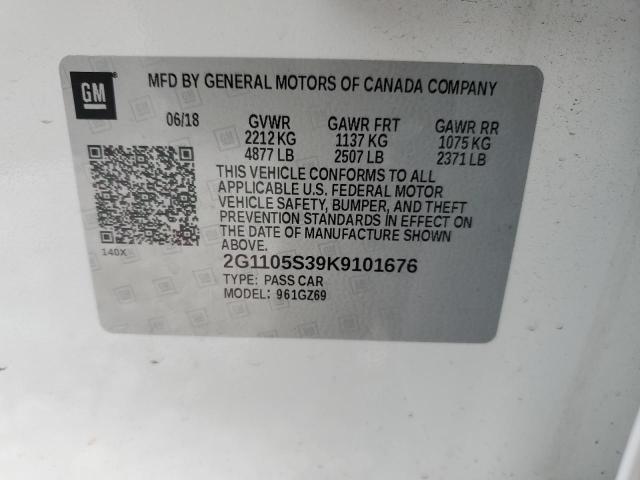 GM
MFD BY GENERAL MOTORS OF CANADA COMPANY
06/18 GVWR GAWR FRT GAWR RR
2212 KG 1137 KG 1075 KG
4877 LB 2507 LB 2371 LB
THIS VEHICLE CONFORMS TO ALL
APPLICABLE U.S. FEDERAL MOTOR
VEHICLE SAFETY, BUMPER, AND THEFT
PREVENTION STANDARDS IN EFFECT ON
THE DATE OF MANUFACTURE SHOWN
ABOVE.
140X
2G1105S39K9101676
TYPE: PASS CAR
MODEL: 961GZ69